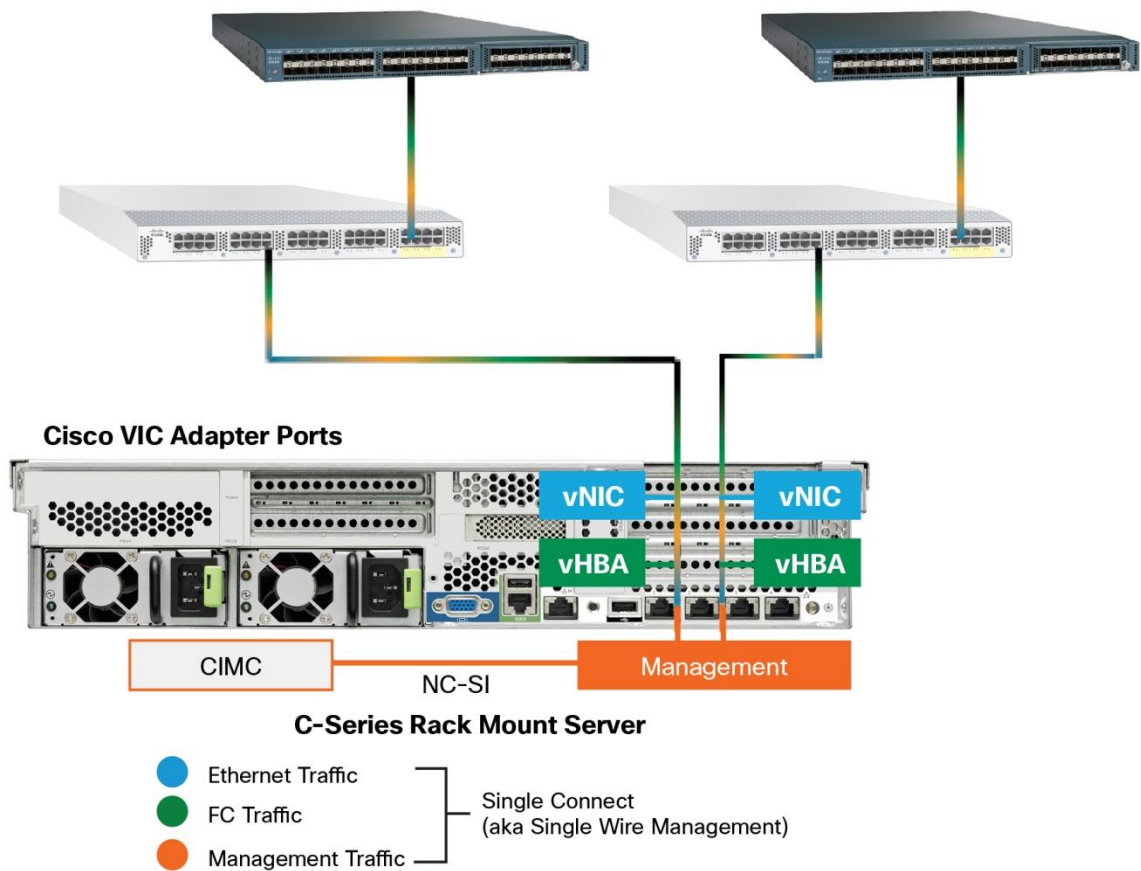 Cisco VIC Adapter Ports
vNIC
vNIC
vHBA
vHBA
CIMC
NC-SI
Management
C-Series Rack Mount Server
Ethernet Traffic
FC Traffic
Management Traffic
Single Connect
(aka Single Wire Management)